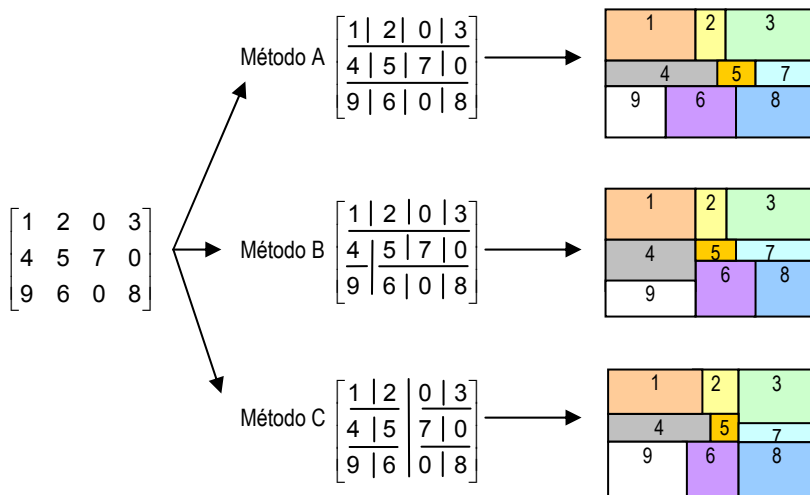 1 2 0 3
4 5 7 0
9 6 0 8
Método A
1 | 2 | 0 | 3
4 | 5 | 7 | 0
9 | 6 | 0 | 8
1 2 3
4 5 7
9 6 8
Método B
1 | 2 | 0 | 3
4 | 5 | 7 | 0
9 | 6 | 0 | 8
1 2 3
4 5 7
9 6 8
Método C
1 | 2 | 0 | 3
4 | 5 | 7 | 0
9 | 6 | 0 | 8
1 2 3
4 5 7
9 6 8